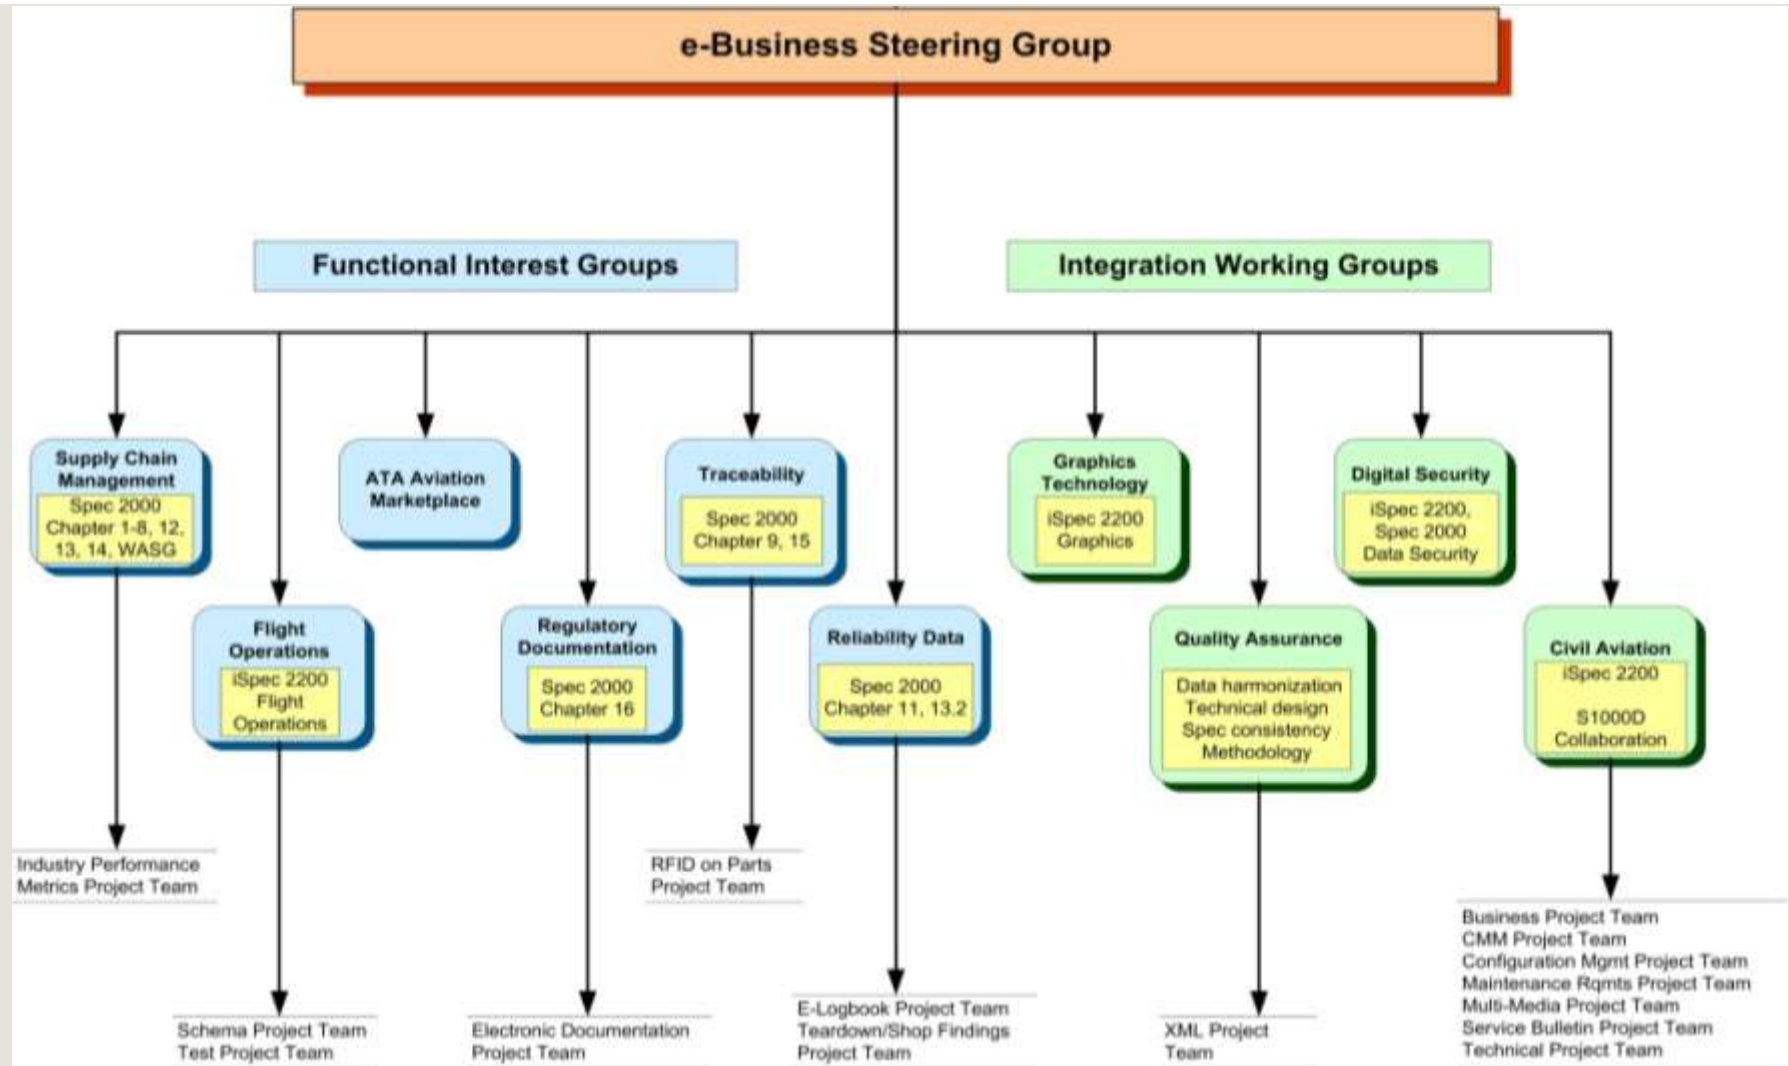 e-Business Steering Group
Functional Interest Groups
Integration Working Groups
Supply Chain
Management
Spec 2000
Chapter 1-8, 12,
13, 14, WASG
ATA Aviation
Marketplace
Traceability
Spec 2000
Chapter 9, 15
Graphics
Technology
iSpec 2200
Graphics
Digital Security
iSpec 2200,
Spec 2000
Data Security
Flight
Operations
iSpec 2200
Flight
Operations
Regulatory
Documentation
Spec 2000
Chapter 16
Reliability Data
Spec 2000
Chapter 11, 13.2
Quality Assurance
Data harmonization
Technical design
Spec consistency
Methodology
Civil Aviation
iSpec 2200
S1000D
Collaboration
Industry Performance
Metrics Project Team
RFID on Parts
Project Team
Schema Project Team
Test Project Team
Electronic Documentation
Project Team
E-Logbook Project Team
Teardown/Shop Findings
Project Team
XML Project
Team
Business Project Team
CMM Project Team
Configuration Mgmt Project Team
Maintenance Rqmts Project Team
Multi-Media Project Team
Service Bulletin Project Team
Technical Project Team